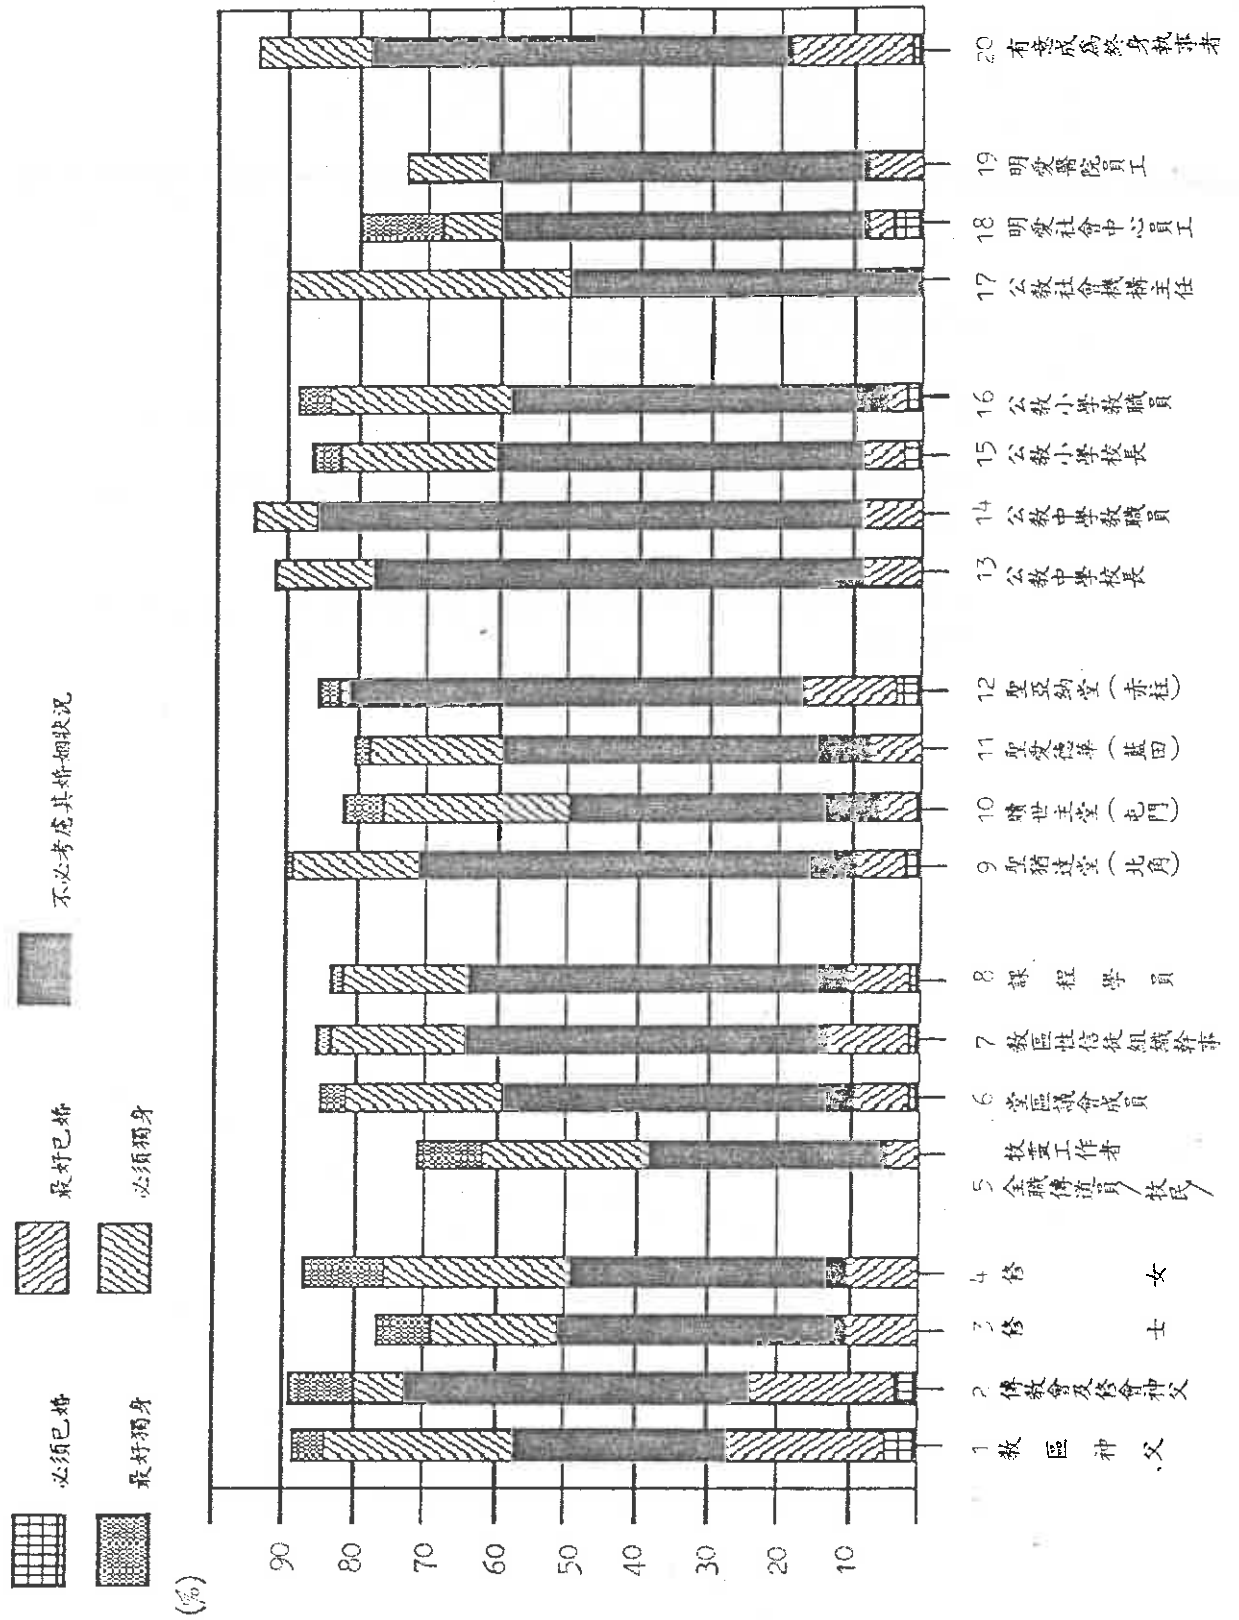 必須已婚
最好獨身
最好已婚
必須獨身
不必考慮其婚姻狀況
(%)
90
80
70
60
50
40
30
20
10
1 教區神父
2 傳教會及修會神父
3 修士
4 修女
5 全職傳道員/牧民/
牧靈工作者
6 堂區議會成員
7 教區性信徒組織幹事
8 課程學員
9 聖猶達堂(北角)
10 贖世主堂(屯門)
11 聖愛德華(藍田)
12 聖亞納堂(赤柱)
13 公教中學校長
14 公教中學教職員
15 公教小學校長
16 公教小學教職員
17 公教社會機構主任
18 明愛社會中心員工
19 明愛醫院員工
20 有意成為終身執事者